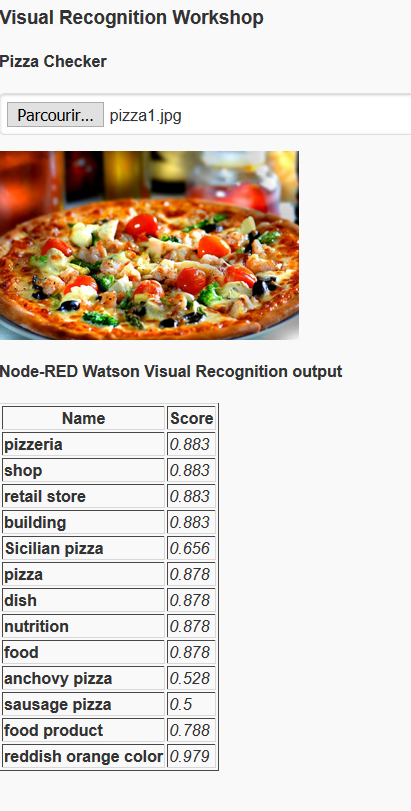 Visual Recognition Workshop
Pizza Checker
Parcourir... pizza1.jpg
Node-RED Watson Visual Recognition output
Name Score
pizzeria 0.883
shop 0.883
retail store 0.883
building 0.883
Sicilian pizza 0.656
pizza 0.878
dish 0.878
nutrition 0.878
food 0.878
anchovy pizza 0.528
sausage pizza 0.5
food product 0.788
reddish orange color 0.979